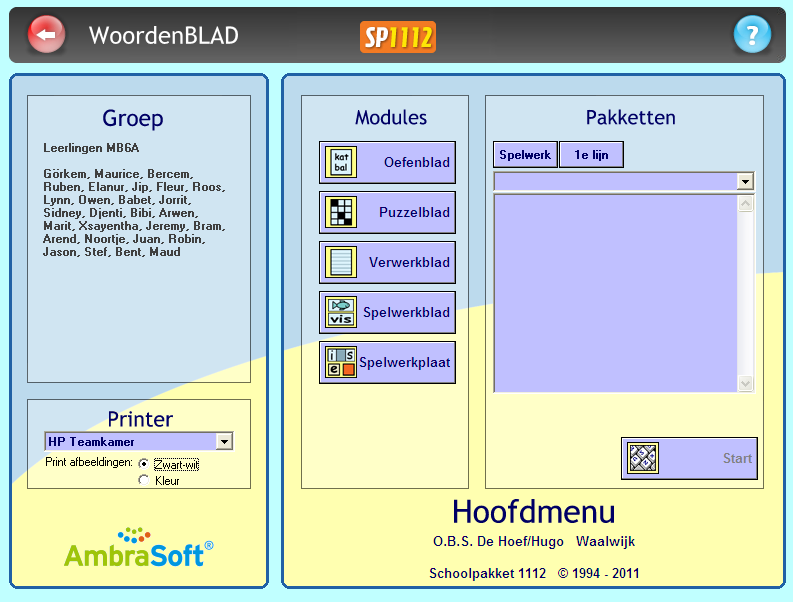 WoordenBLAD
SP1112
?
Groep
Leerlingen MB6A
Görkem, Maurice, Bercem,
Ruben, Elanur, Jip, Fleur, Roos,
Lynn, Owen, Babet, Jorrit,
Sidney, Djenti, Bibi, Arwen,
Marit, Xsayentha, Jeremy, Bram,
Arend, Noortje, Juan, Robin,
Jason, Stef, Bent, Maud
Printer
HP Teamkamer
Print afbeeldingen:
Zwart-wit
Kleur
AmbraSoft®
Modules
kat
bal
Oefenblad
Puzzelblad
Verwerkblad
vis
Spelwerkblad
i s
e
Spelwerkplaat
Pakketten
Spelwerk
1e lijn
Start
Hoofdmenu
O.B.S. De Hoef/Hugo Waalwijk
Schoolpakket 1112 © 1994 - 2011